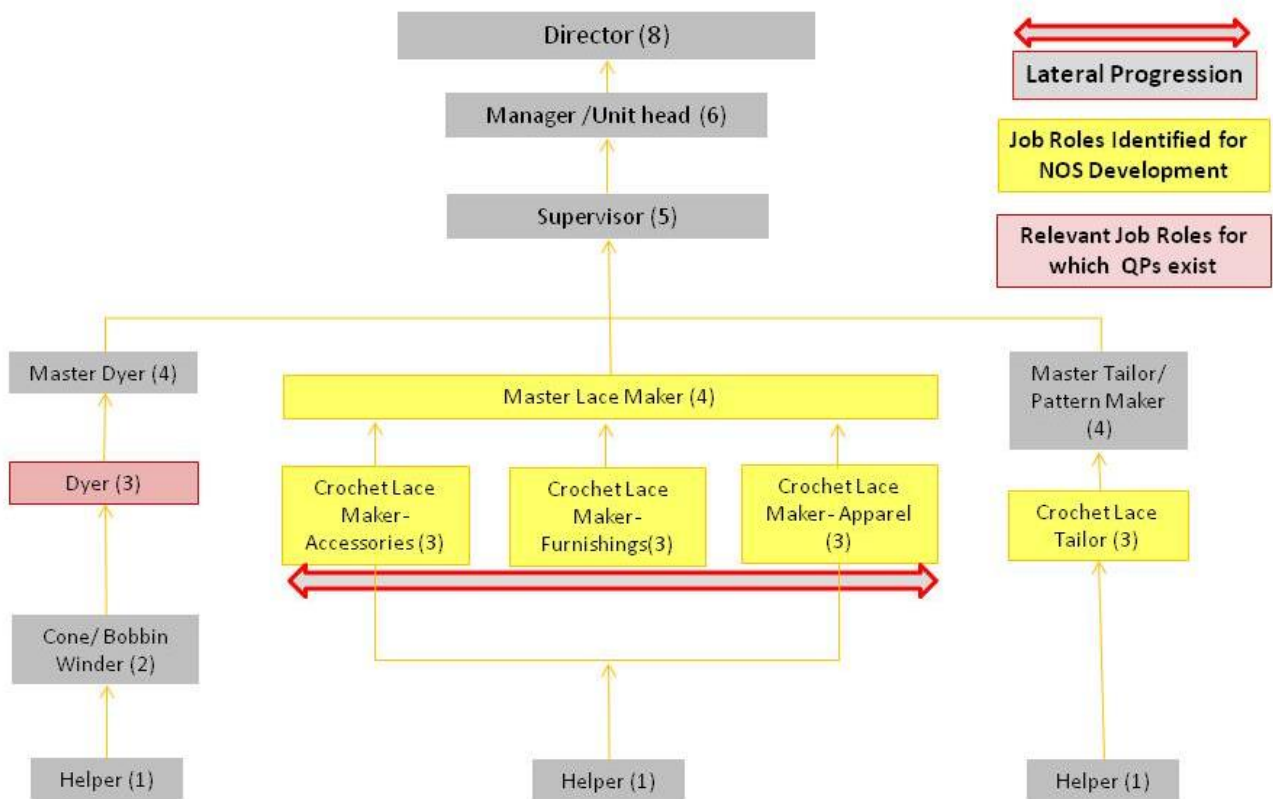 Director (8)
Manager /Unit head (6)
Supervisor (5)
Lateral Progression
Job Roles Identified for
NOS Development
Relevant Job Roles for
which QPs exist
Master Dyer (4)
Master Lace Maker (4)
Master Tailor/
Pattern Maker
(4)
Dyer (3)
Crochet Lace
Maker-
Accessories (3)
Crochet Lace
Maker-
Furnishings(3)
Crochet Lace
Maker- Apparel
(3)
Crochet Lace
Tailor (3)
Cone/ Bobbin
Winder (2)
Helper (1)
Helper (1)
Helper (1)